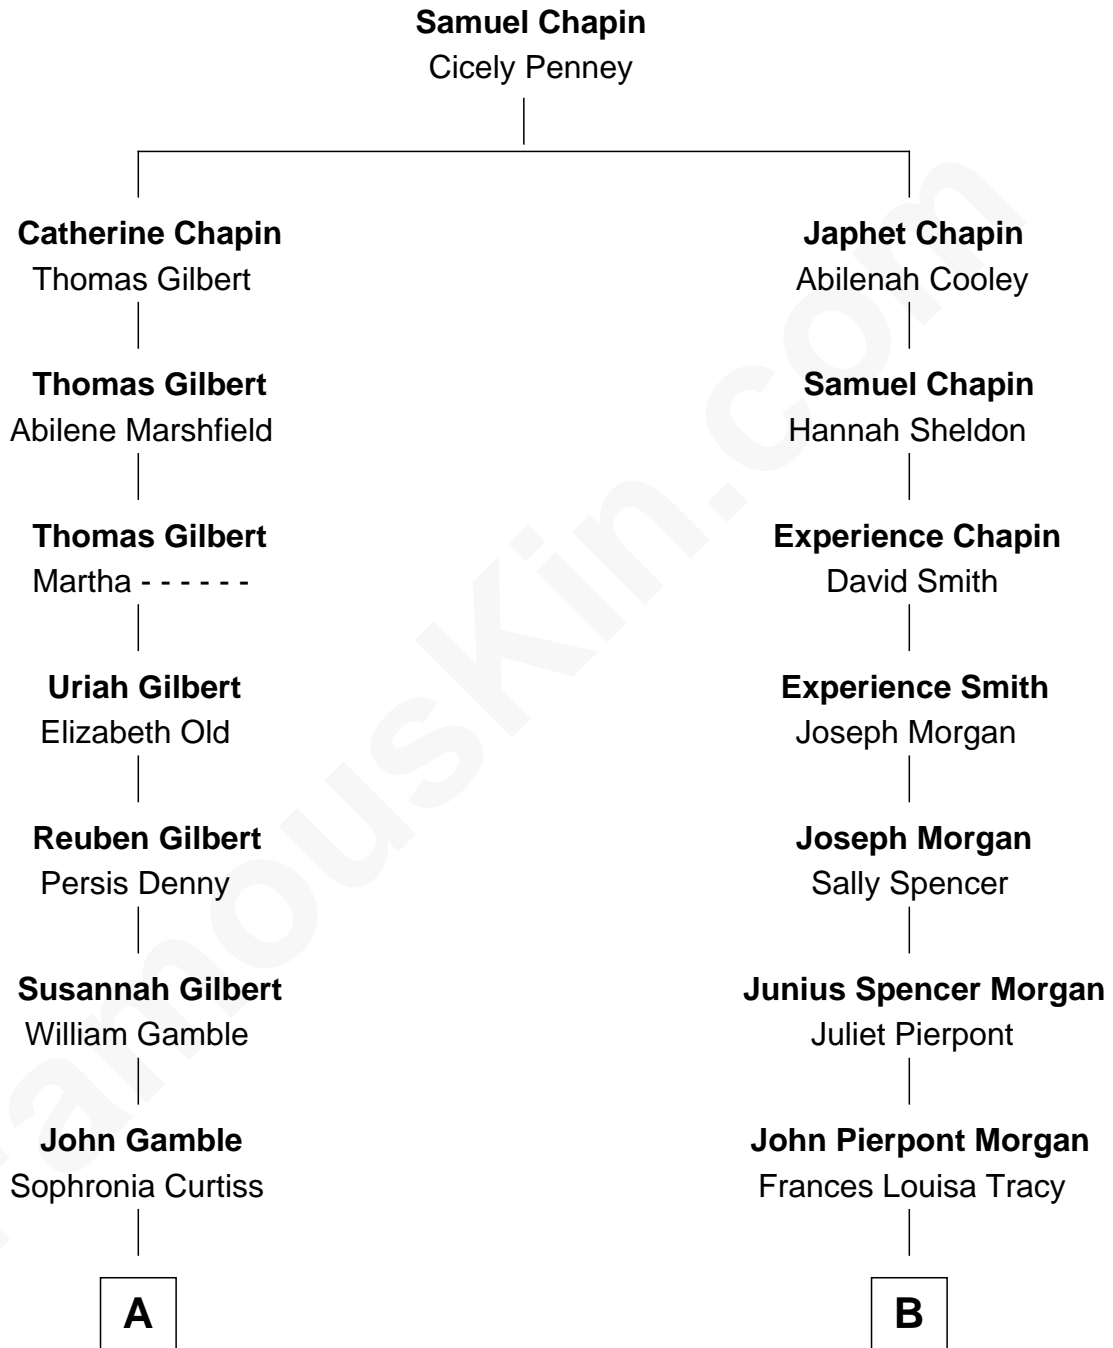 Samuel Chapin
Cicely Penney
Catherine Chapin
Thomas Gilbert
Japhet Chapin
Abilenah Cooley
Thomas Gilbert
Abilene Marshfield
Samuel Chapin
Hannah Sheldon
Thomas Gilbert
Martha - - - - - -
Experience Chapin
David Smith
Uriah Gilbert
Elizabeth Old
Experience Smith
Joseph Morgan
Reuben Gilbert
Persis Denny
Joseph Morgan
Sally Spencer
Susannah Gilbert
William Gamble
Junius Spencer Morgan
Juliet Pierpont
John Gamble
Sophronia Curtiss
John Pierpont Morgan
Frances Louisa Tracy
A
B
FamousKin.com